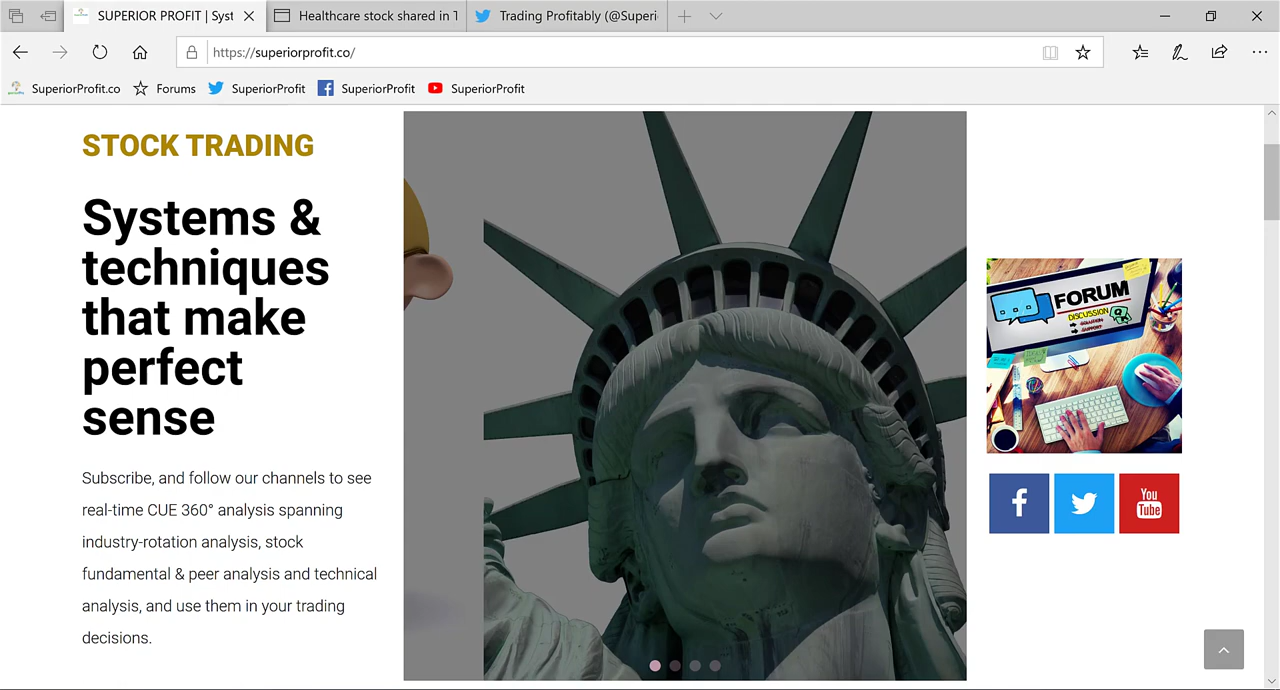 SUPERIOR PROFIT | Syst
Healthcare stock shared in T
Trading Profitably (@Superi
https://superiorprofit.co/
SuperiorProfit.co
Forums
SuperiorProfit
SuperiorProfit
SuperiorProfit
STOCK TRADING
Systems &
techniques
that make
perfect
sense
Subscribe, and follow our channels to see
real-time CUE 360° analysis spanning
industry-rotation analysis, stock
fundamental & peer analysis and technical
analysis, and use them in your trading
decisions.
FORUM
DISCUSSION
You
Tube